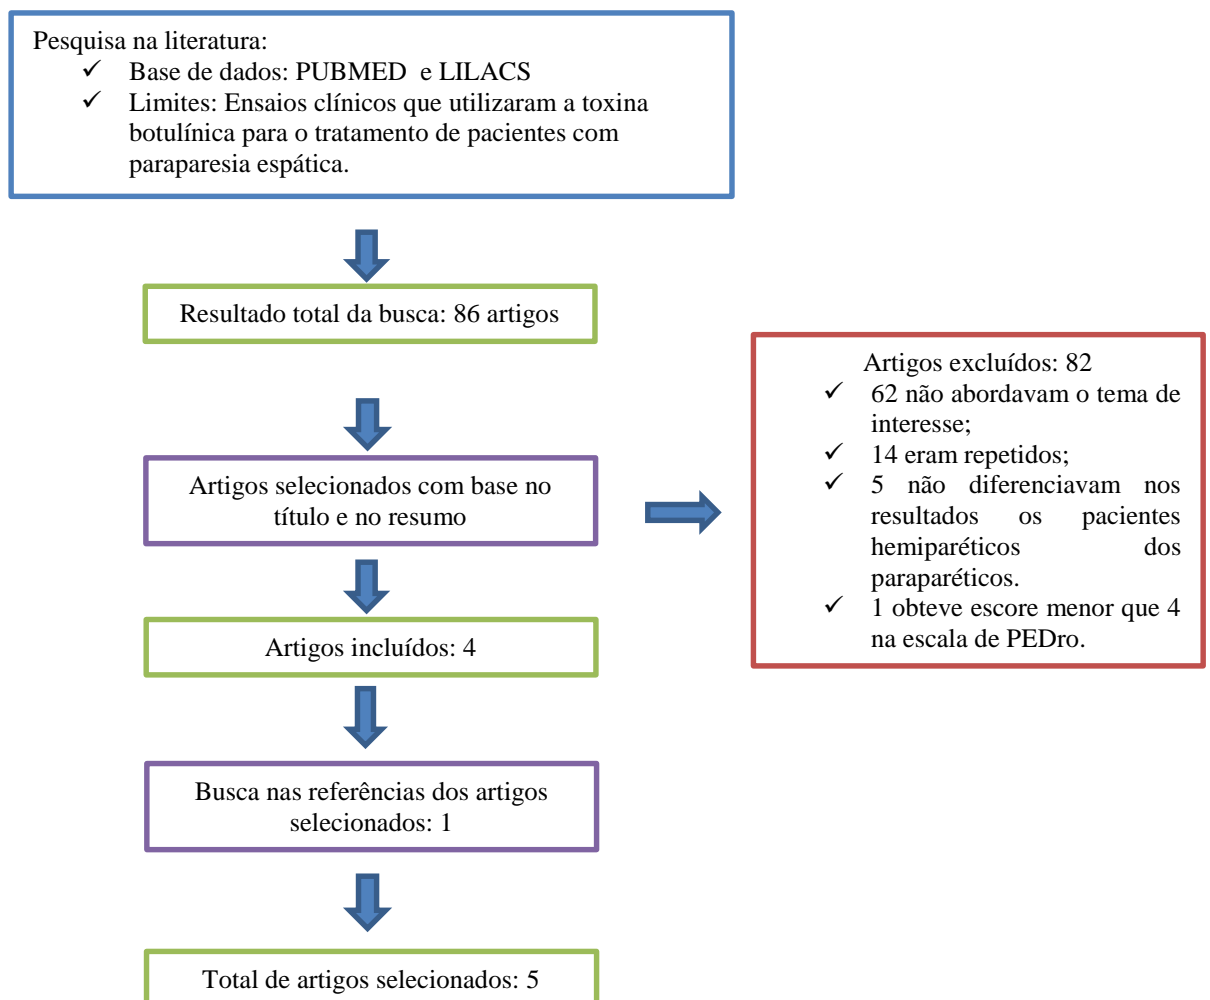 Pesquisa na literatura:
✓ Base de dados: PUBMED e LILACS
✓ Limites: Ensaios clínicos que utilizaram a toxina
botulínica para o tratamento de pacientes com
paraparesia espática.
Resultado total da busca: 86 artigos
Artigos selecionados com base no
título e no resumo
Artigos excluídos: 82
✓ 62 não abordavam o tema de
interesse;
✓ 14 eram repetidos;
✓ 5 não diferenciavam nos
resultados os pacientes
hemiparéticos dos
paraparéticos.
✓ 1 obteve escore menor que 4
na escala de PEDro.
Artigos incluídos: 4
Busca nas referências dos artigos
selecionados: 1
Total de artigos selecionados: 5